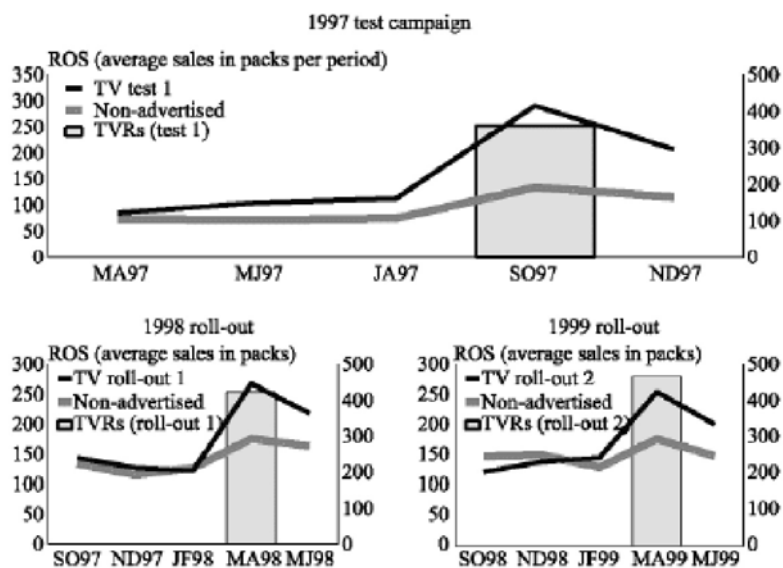 1997 test campaign
ROS (average sales in packs per period)
350
300
250
200
150
100
50
0
TV test 1
Non-advertised
TVRs (test 1)
500
400
300
200
100
0
MA97 MJ97 JA97 SO97 ND97
1998 roll-out
ROS (average sales in packs)
300
250
200
150
100
50
0
TV roll-out 1
Non-advertised
TVRs (roll-out 1)
500
400
300
200
100
0
SO97 ND97 JF98 MA98 MJ98
1999 roll-out
ROS (average sales in packs)
300
250
200
150
100
50
0
TV roll-out 2
Non-advertised
TVRs (roll-out 2)
500
400
300
200
100
0
SO98 ND98 JF99 MA99 MJ99